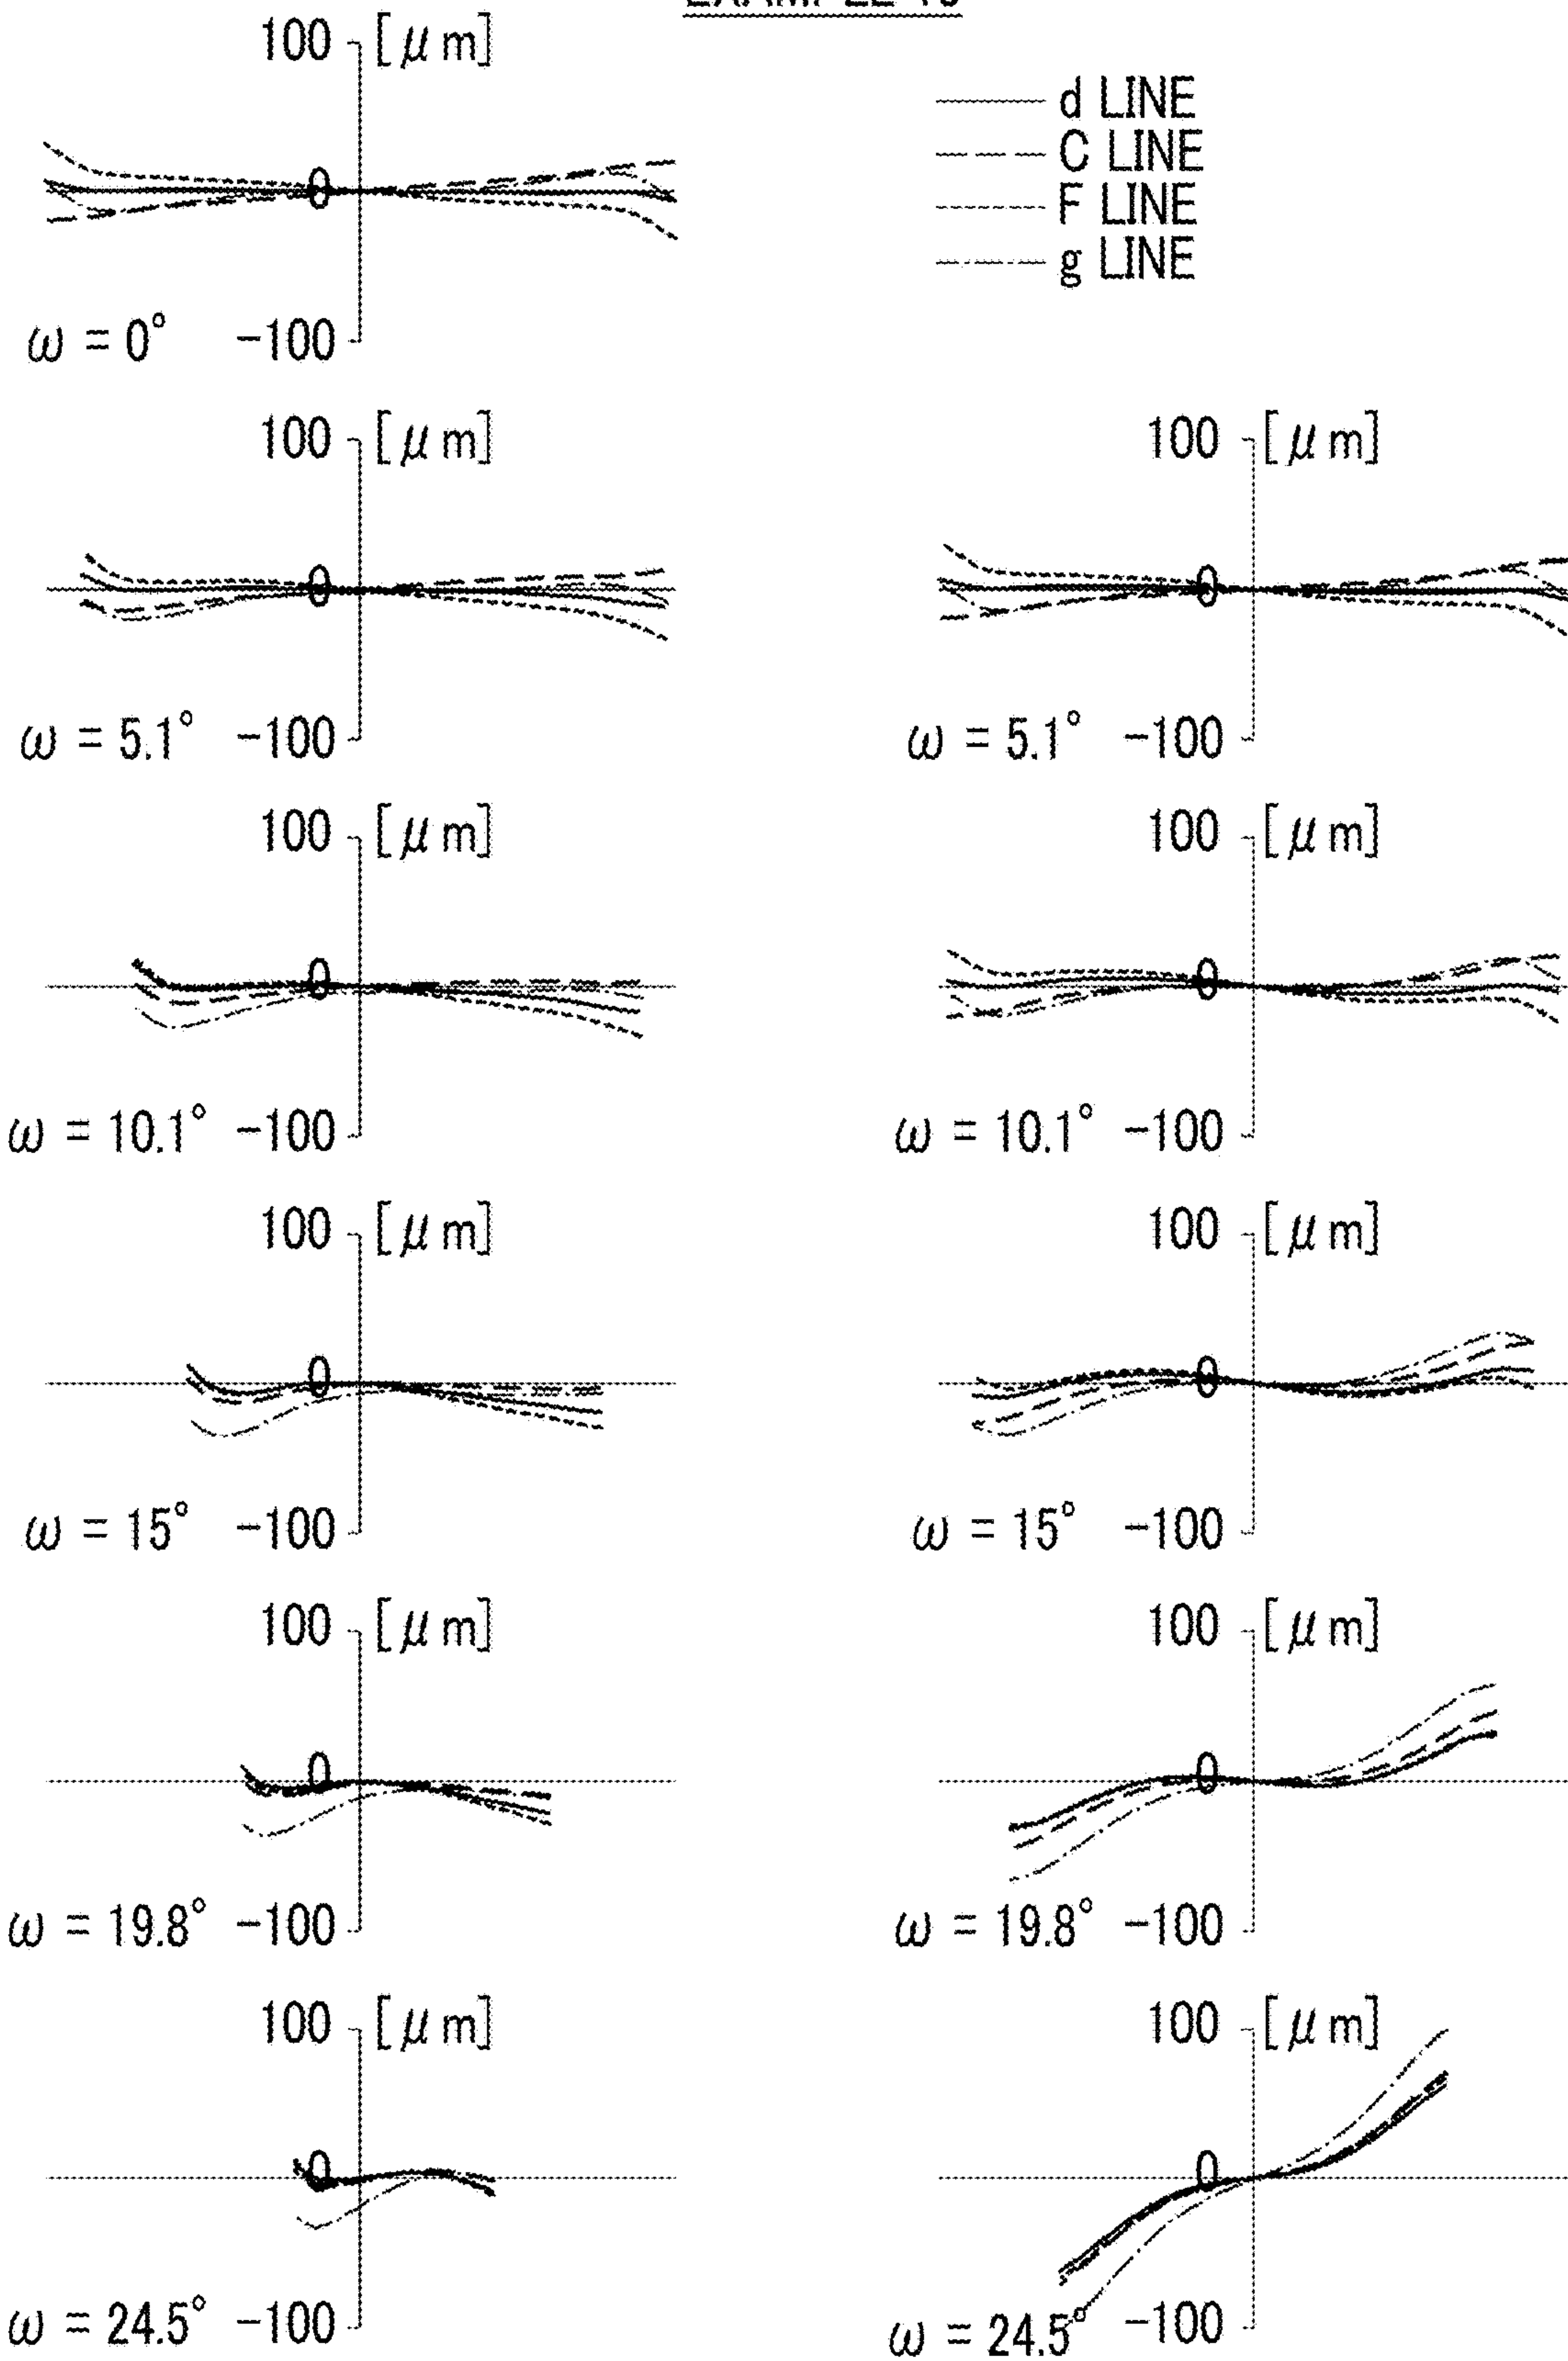 100 [μm]
d LINE
C LINE
F LINE
g LINE
0
ω = 0° -100
100 [μm] 100 [μm]
0 0
ω = 5.1° -100 ω = 5.1° -100
100 [μm] 100 [μm]
0 0
ω = 10.1° -100 ω = 10.1° -100
100 [μm] 100 [μm]
0 0
ω = 15° -100 ω = 15° -100
100 [μm] 100 [μm]
0 0
ω = 19.8° -100 ω = 19.8° -100
100 [μm] 100 [μm]
0 0
ω = 24.5° -100 ω = 24.5° -100